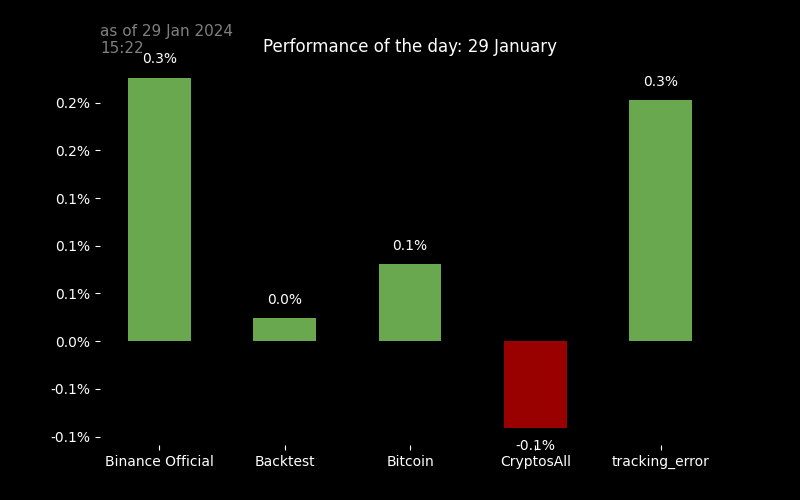 as of 29 Jan 2024
15:22
Performance of the day: 29 January
0.3%
0.3%
0.2%
0.2%
0.1%
0.1%
0.1%
0.1%
0.0%
0.0%
-0.1%
-0.1%
-0.1%
Binance Official
Backtest
Bitcoin
CryptosAll
tracking_error